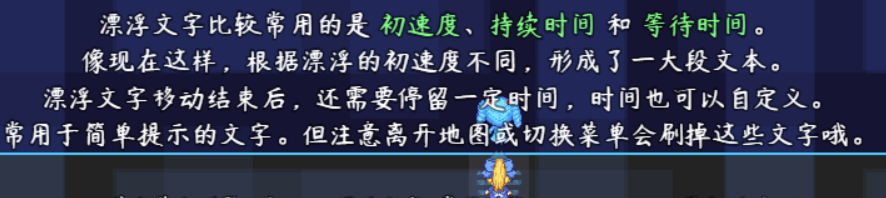 漂浮文字比较常用的是 初速度、持续时间 和 等待时间。
像现在这样，根据漂浮的初速度不同，形成了一大段文本。
漂浮文字移动结束后，还需要停留一定时间，时间也可以自定义。
常用于简单提示的文字。但注意离开地图或切换菜单会刷掉这些文字哦。